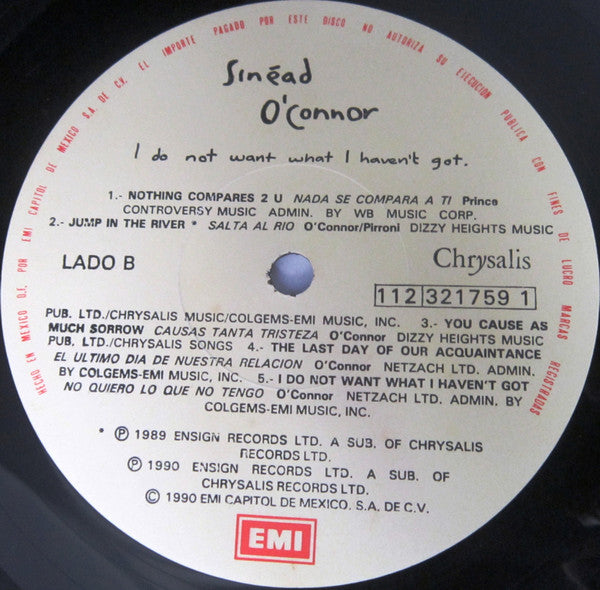 HECHO EN MEXICO D.F. POR EMI CAPITOL DE MEXICO S.A. DE C.V. EL IMPORTE PAGADO POR ESTE DISCO NO AUTORIZA SU EJECUCION PUBLICA CON FINES DE LUCRO MARCAS REGISTRADAS
Sinéad
O'Connor
I do not want what I haven't got.
1.- NOTHING COMPARES 2 U NADA SE COMPARA A TI Prince
CONTROVERSY MUSIC ADMIN. BY WB MUSIC CORP.
2.- JUMP IN THE RIVER * SALTA AL RIO O'Connor/Pirroni DIZZY HEIGHTS MUSIC
LADO B
Chrysalis
112 321759 1
PUB. LTD./CHRYSALIS MUSIC/COLGEMS-EMI MUSIC, INC. 3.- YOU CAUSE AS
MUCH SORROW CAUSAS TANTA TRISTEZA O'Connor DIZZY HEIGHTS MUSIC
PUB. LTD./CHRYSALIS SONGS 4.- THE LAST DAY OF OUR ACQUAINTANCE
EL ULTIMO DIA DE NUESTRA RELACION O'Connor NETZACH LTD. ADMIN.
BY COLGEMS-EMI MUSIC, INC. 5.- I DO NOT WANT WHAT I HAVEN'T GOT
NO QUIERO LO QUE NO TENGO O'Connor NETZACH LTD. ADMIN. BY
COLGEMS-EMI MUSIC, INC.
* Ⓟ 1989 ENSIGN RECORDS LTD. A SUB. OF CHRYSALIS
RECORDS LTD.
Ⓟ 1990 ENSIGN RECORDS LTD. A SUB. OF
CHRYSALIS RECORDS LTD.
© 1990 EMI CAPITOL DE MEXICO. S.A. DE C.V.
EMI